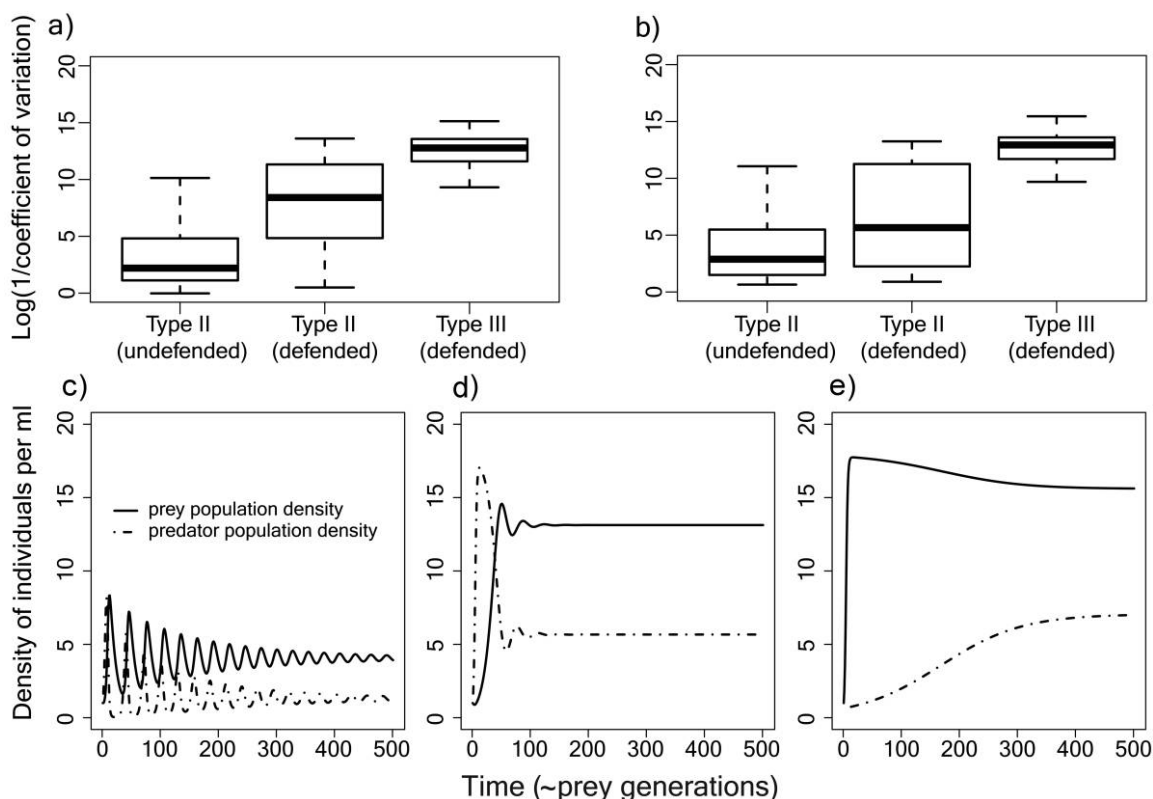 a)
b)
Log(1/coefficient of variation)
20
15
10
5
0
Type II
(undefended)
Type II
(defended)
Type III
(defended)
20
15
10
5
0
Type II
(undefended)
Type II
(defended)
Type III
(defended)
c)
d)
e)
Density of individuals per ml
20
15
10
5
0
prey population density
predator population density
0 100 200 300 400 500
20
15
10
5
0
0 100 200 300 400 500
20
15
10
5
0
0 100 200 300 400 500
Time (~prey generations)